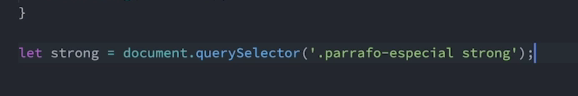 }
let strong = document.querySelector('.parrafo-especial strong');